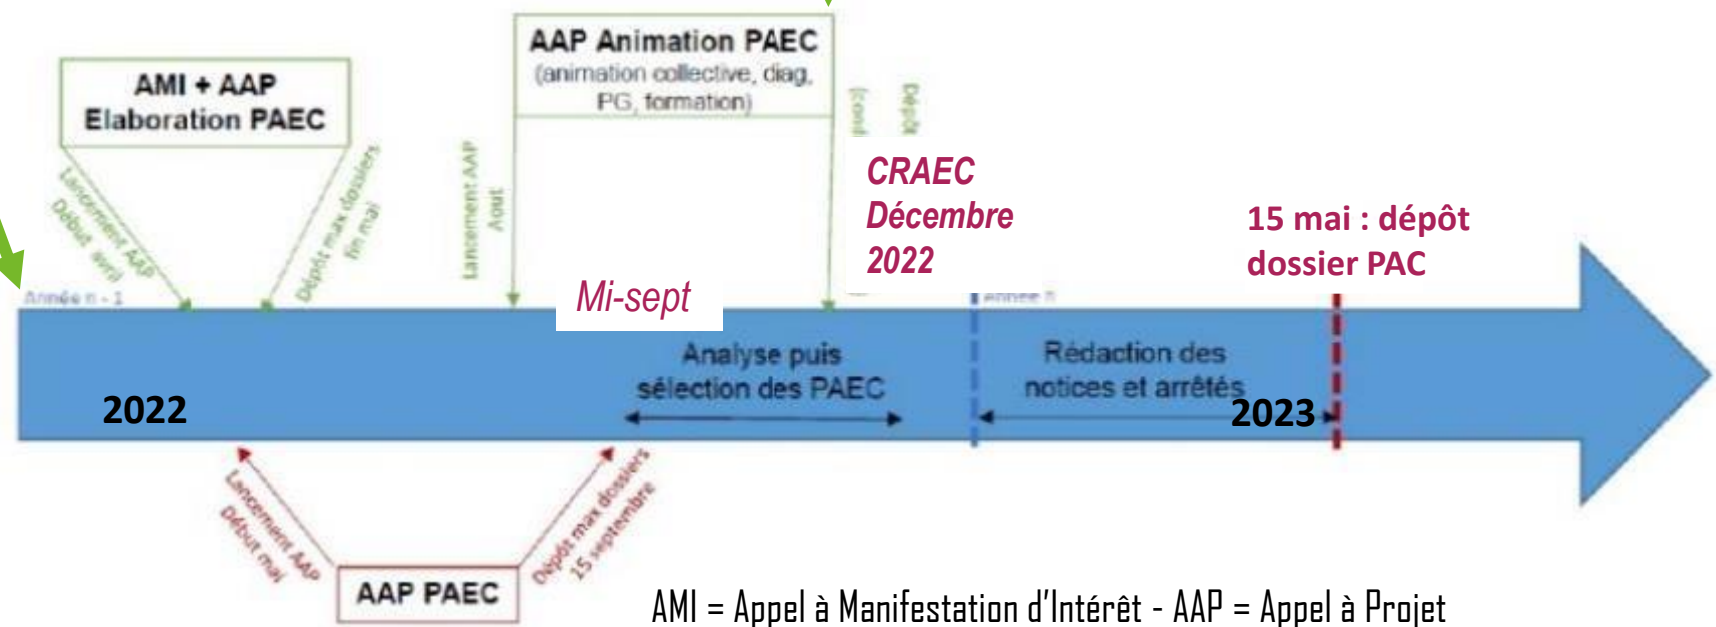 AMI + AAP
Elaboration PAEC
AAP Animation PAEC
(animation collective, diag,
PG, formation)
Lancement AAP
Début avril
Dépôt max dossiers
fin mai
Lancement AAP
Aout
Dépôt
CRAEC
Décembre
2022
15 mai : dépôt
dossier PAC
Année n - 1
Mi-sept
Année n
Analyse puis
sélection des PAEC
Rédaction des
notices et arrêtés
2022
2023
Lancement AAP
Début mai
Dépôt max dossiers
15 septembre
AAP PAEC
AMI = Appel à Manifestation d'Intérêt - AAP = Appel à Projet